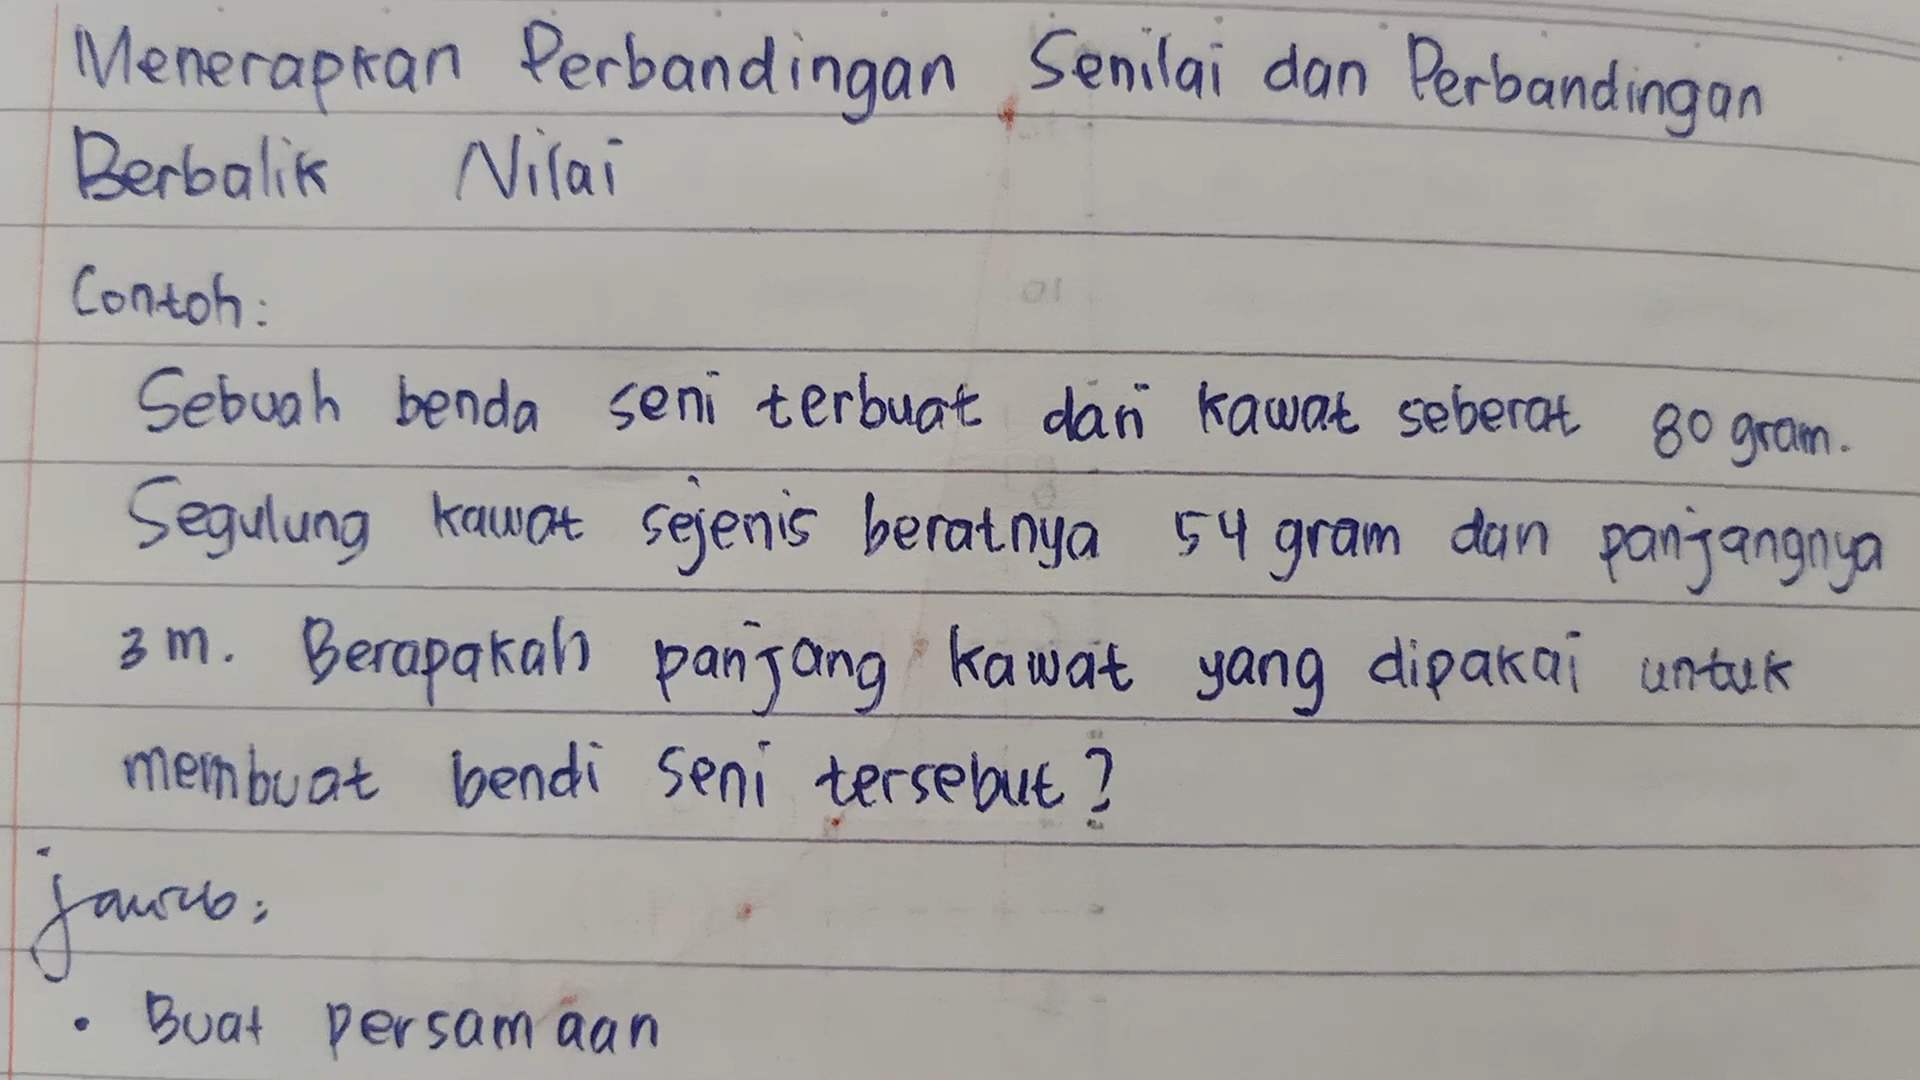 Menerapkan Perbandingan Senilai dan Perbandingan
Berbalik Nilai
Contoh:
Sebuah benda seni terbuat dari kawat seberat 80 gram.
Segulung kawat sejenis beratnya 54 gram dan panjangnya
3 m. Berapakah panjang kawat yang dipakai untuk
membuat bendi seni tersebut?
jawab:
• Buat persamaan